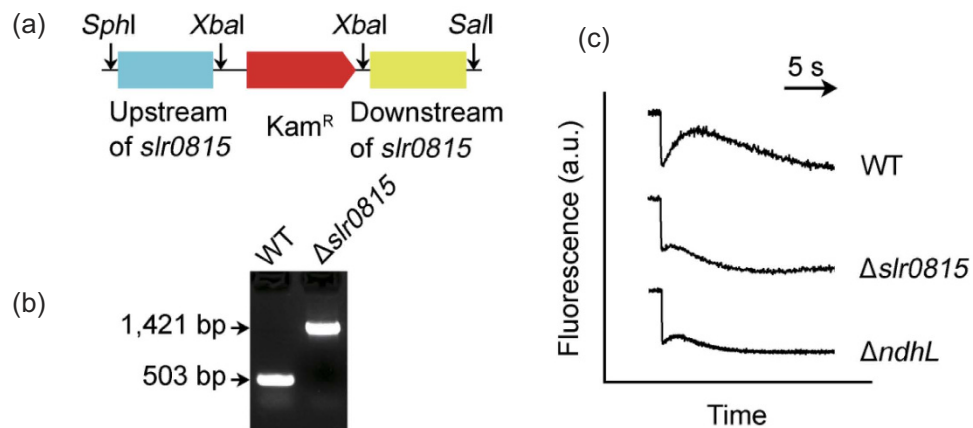 (a)
SphI XbaI XbaI SalI
Upstream
of slr0815
Kam^R
Downstream
of slr0815
(b)
WT Δslr0815
1,421 bp
503 bp
(c)
5 s
Fluorescence (a.u.)
WT
Δslr0815
ΔndhL
Time